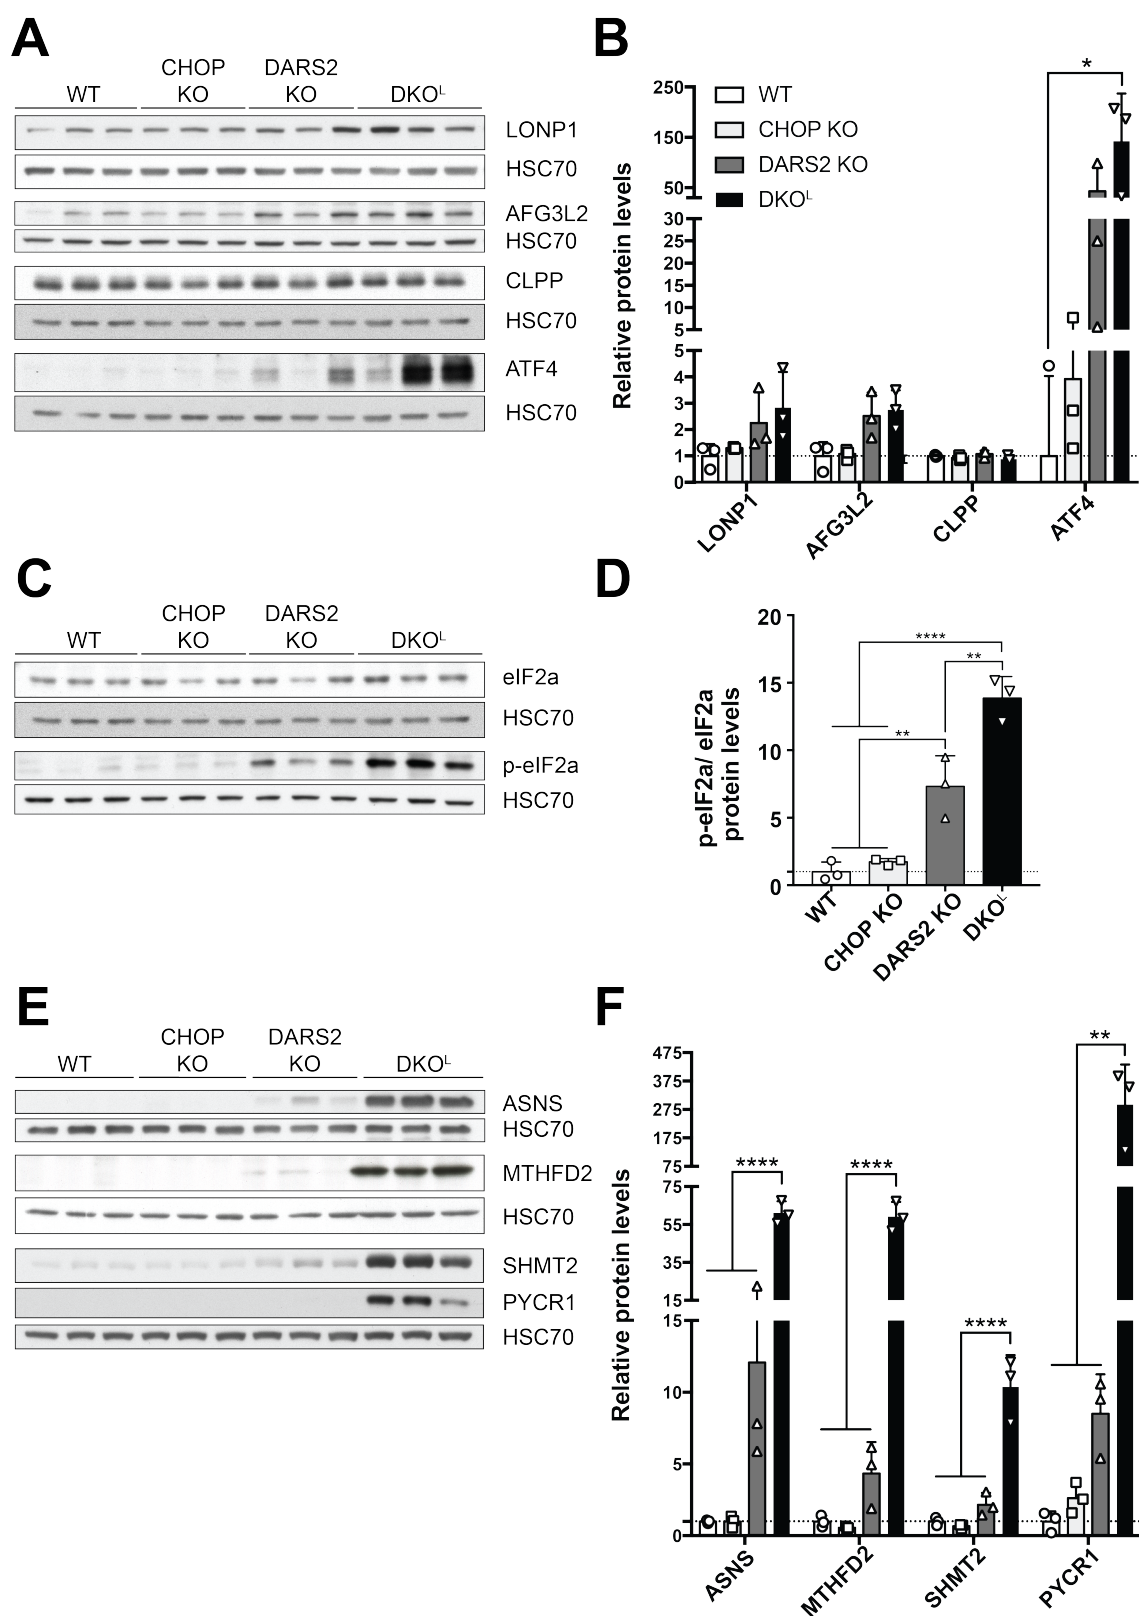 A
CHOP DARS2
WT KO KO DKOᴸ
LONP1
HSC70
AFG3L2
HSC70
CLPP
HSC70
ATF4
HSC70
B
Relative protein levels
250
150
50
30
25
20
15
10
5
5
4
3
2
1
0
WT
CHOP KO
DARS2 KO
DKOᴸ
*
LONP1 AFG3L2 CLPP ATF4
C
CHOP DARS2
WT KO KO DKOᴸ
eIF2a
HSC70
p-eIF2a
HSC70
D
p-eIF2a/ eIF2a
protein levels
20
15
10
5
0
****
**
**
WT CHOP KO DARS2 KO DKOᴸ
E
CHOP DARS2
WT KO KO DKOᴸ
ASNS
HSC70
MTHFD2
HSC70
SHMT2
PYCR1
HSC70
F
Relative protein levels
475
375
275
175
75
75
55
35
15
15
10
5
0
**** **** **** **
ASNS MTHFD2 SHMT2 PYCR1